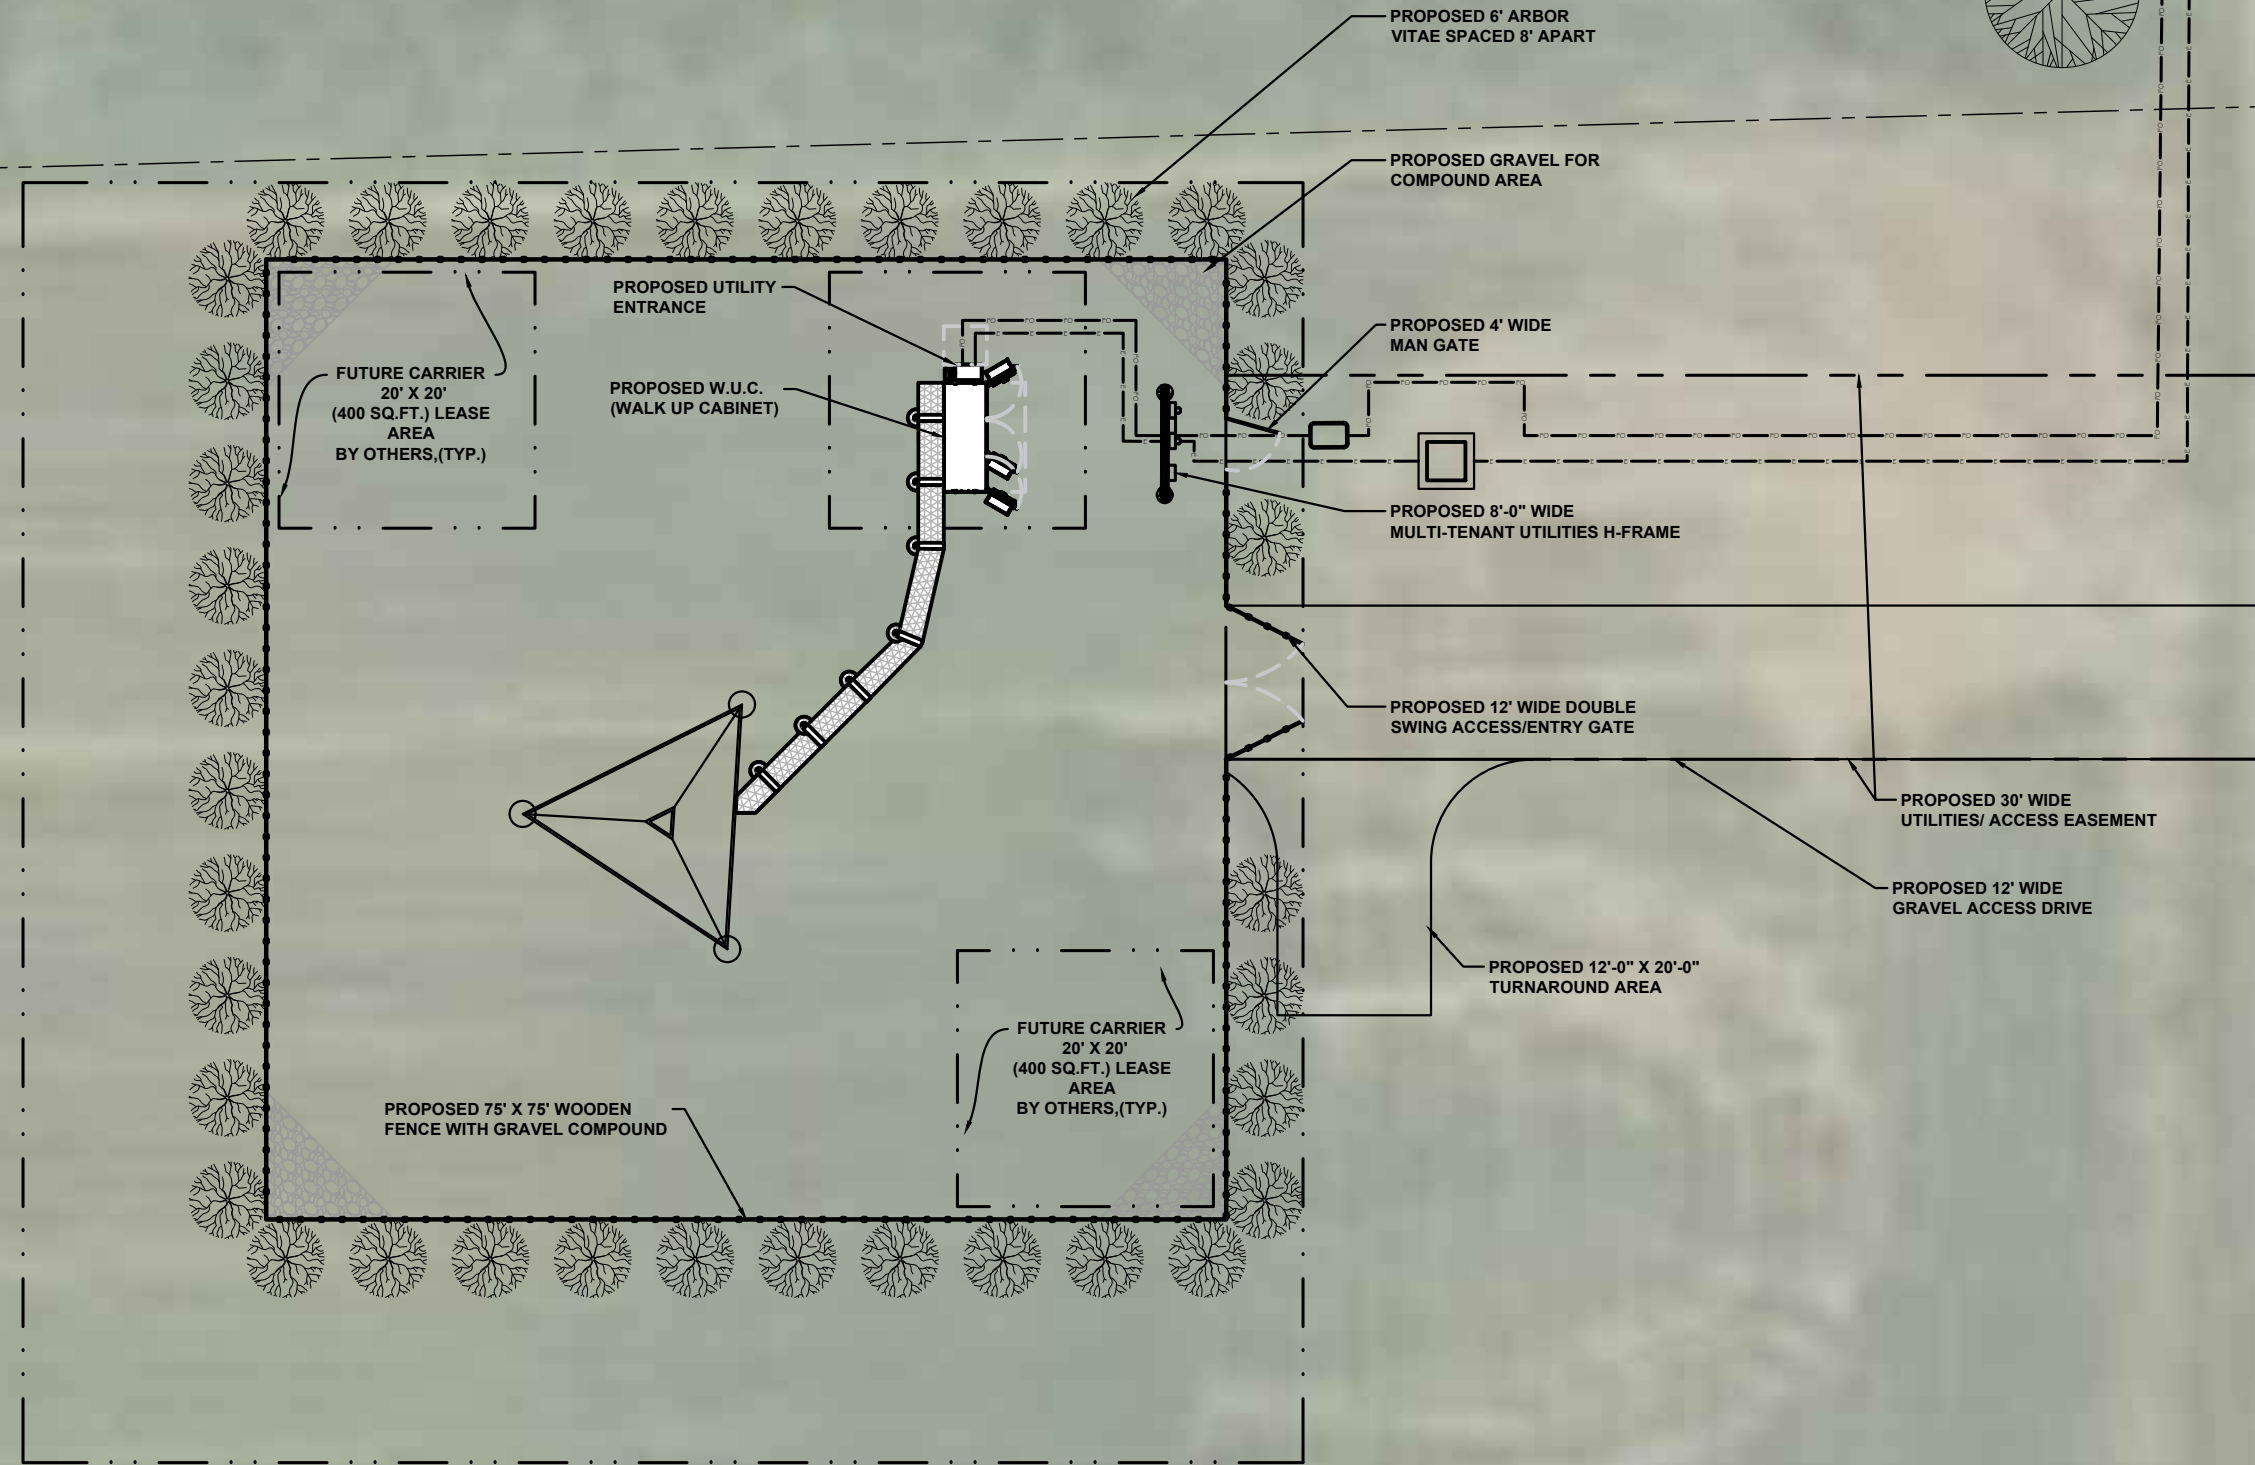 PROPOSED 6' ARBOR
VITAE SPACED 8' APART
PROPOSED GRAVEL FOR
COMPOUND AREA
PROPOSED UTILITY
ENTRANCE
PROPOSED 4' WIDE
MAN GATE
FUTURE CARRIER
20' X 20'
(400 SQ.FT.) LEASE
AREA
BY OTHERS,(TYP.)
PROPOSED W.U.C.
(WALK UP CABINET)
PROPOSED 8'-0" WIDE
MULTI-TENANT UTILITIES H-FRAME
PROPOSED 12' WIDE DOUBLE
SWING ACCESS/ENTRY GATE
PROPOSED 30' WIDE
UTILITIES/ ACCESS EASEMENT
PROPOSED 12' WIDE
GRAVEL ACCESS DRIVE
PROPOSED 12'-0" X 20'-0"
TURNAROUND AREA
FUTURE CARRIER
20' X 20'
(400 SQ.FT.) LEASE
AREA
BY OTHERS,(TYP.)
PROPOSED 75' X 75' WOODEN
FENCE WITH GRAVEL COMPOUND